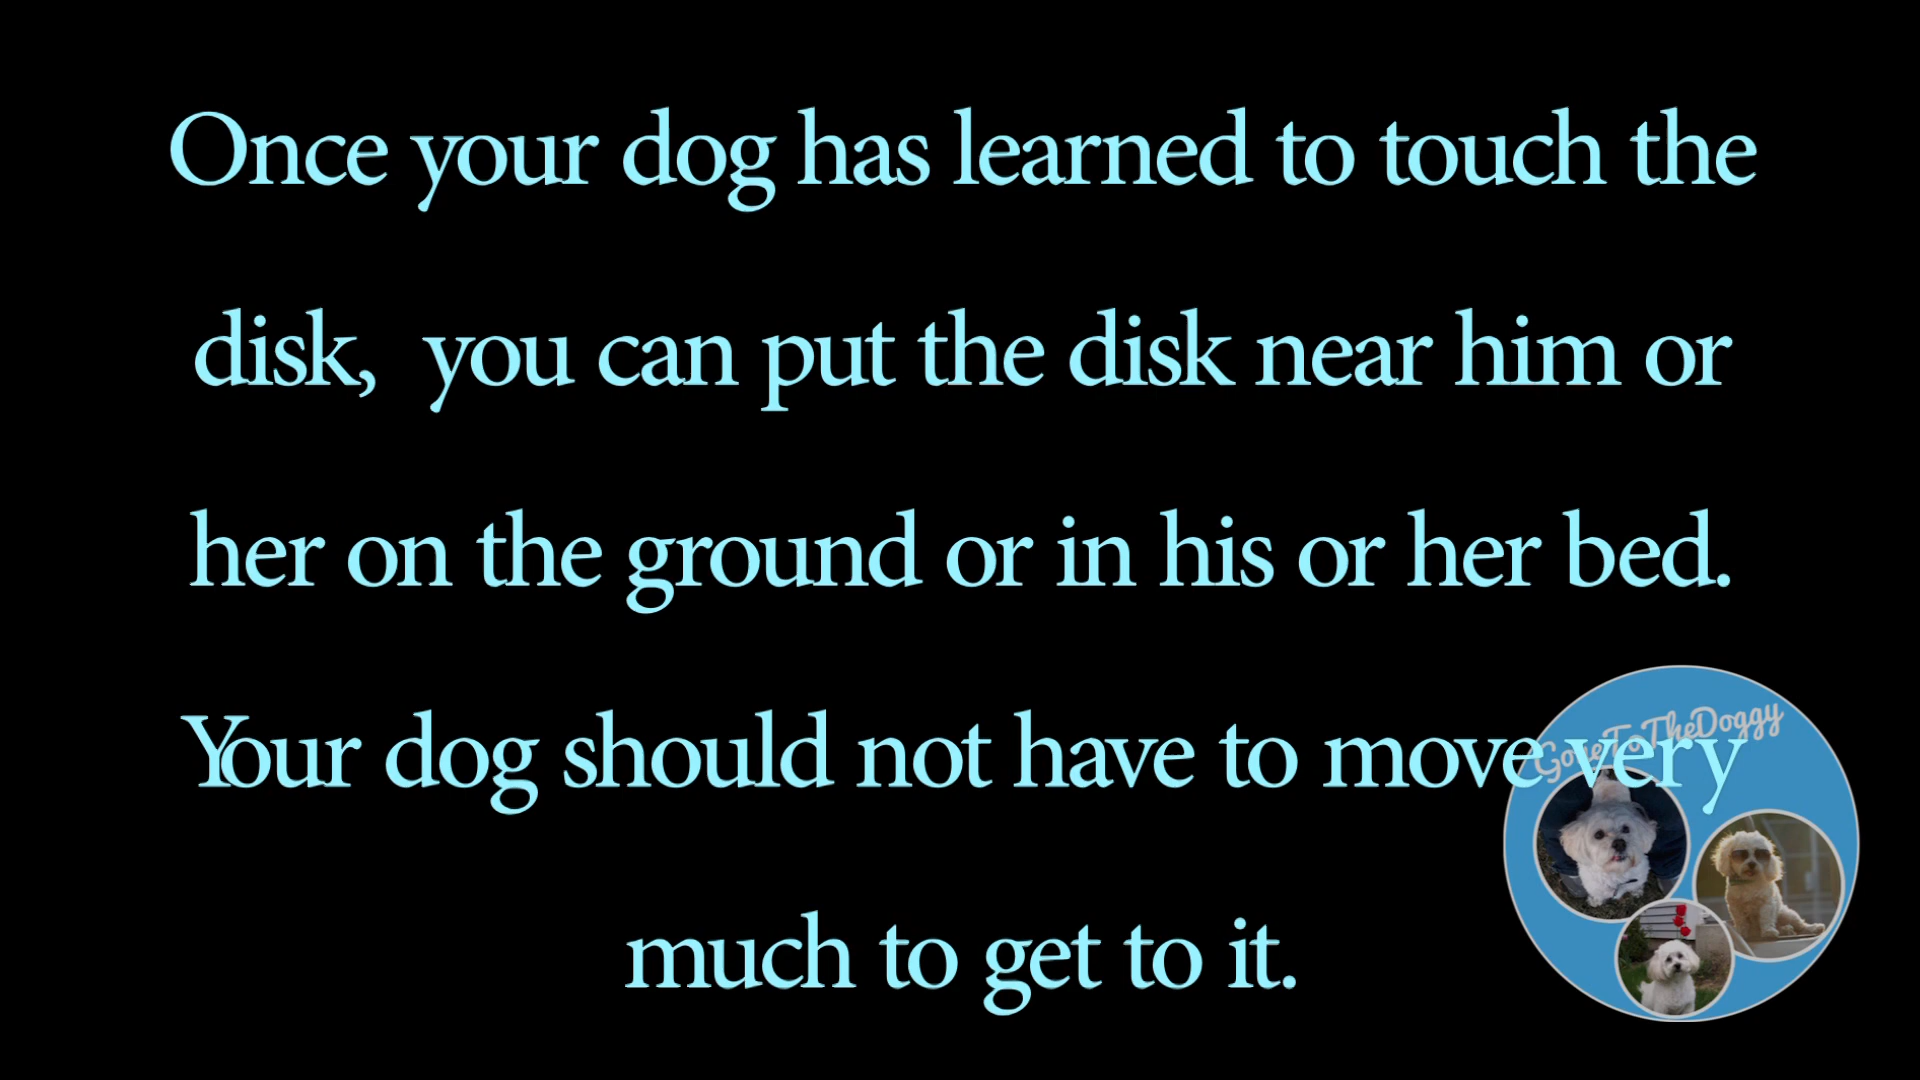 Once your dog has learned to touch the
disk,  you can put the disk near him or
her on the ground or in his or her bed.
Your dog should not have to move very
much to get to it.
GoneToTheDoggy